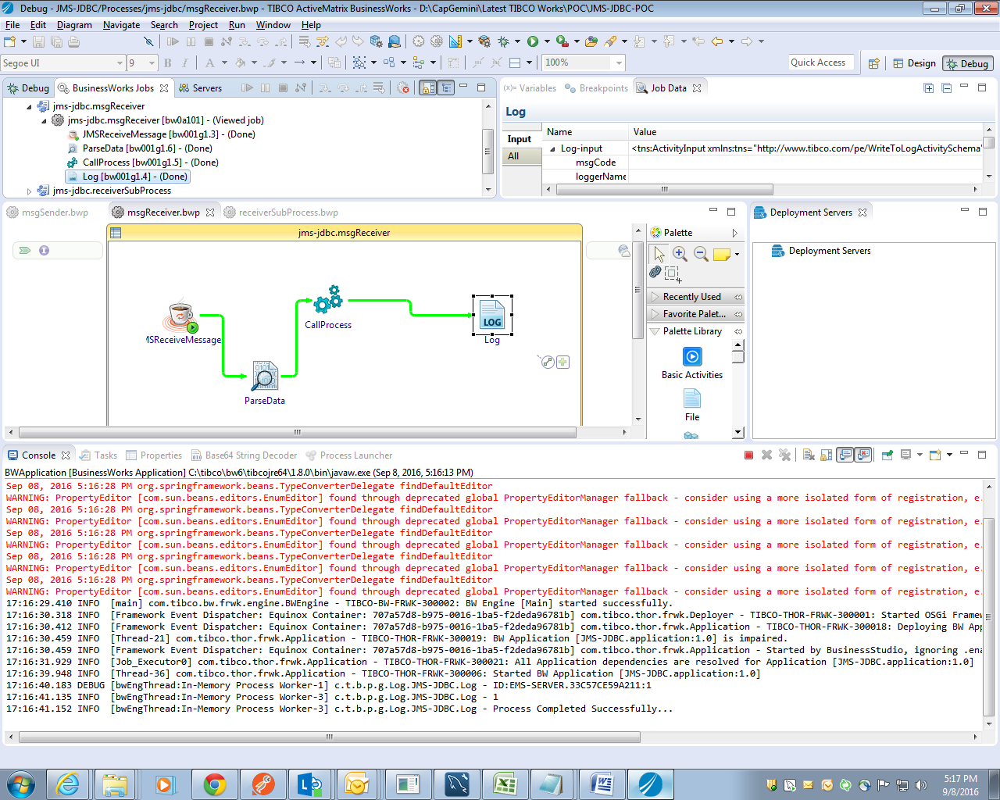 Debug - JMS-JDBC/Processes/jms-jdbc/msgReceiver.bwp - TIBCO ActiveMatrix BusinessWorks - D:\CapGemini\Latest TIBCO Works\POC\JMS-JDBC-POC
File Edit Diagram Navigate Search Project Run Window Help
Segoe UI 9 B I A 100% Quick Access Design Debug
Debug BusinessWorks Jobs Servers
jms-jdbc.msgReceiver
jms-jdbc.msgReceiver [bw0a101] - (Viewed job)
JMSReceiveMessage [bw001g1.3] - (Done)
ParseData [bw001g1.6] - (Done)
CallProcess [bw001g1.5] - (Done)
Log [bw001g1.4] - (Done)
jms-jdbc.receiverSubProcess
(x)= Variables Breakpoints Job Data
Log
Input
All
Name Value
Log-input <tns:ActivityInput xmlns:tns="http://www.tibco.com/pe/WriteToLogActivitySchema"
msgCode
loggerName
msgSender.bwp msgReceiver.bwp receiverSubProcess.bwp
jms-jdbc.msgReceiver
MSReceiveMessage
ParseData
CallProcess
LOG
Log
Palette
Recently Used
Favorite Palet...
Palette Library
Basic Activities
File
Deployment Servers
Deployment Servers
Console Tasks Properties Base64 String Decoder Process Launcher
BWApplication [BusinessWorks Application] C:\tibco\bw6\tibcojre64\1.8.0\bin\javaw.exe (Sep 8, 2016, 5:16:13 PM)
Sep 08, 2016 5:16:28 PM org.springframework.beans.TypeConverterDelegate findDefaultEditor
WARNING: PropertyEditor [com.sun.beans.editors.EnumEditor] found through deprecated global PropertyEditorManager fallback - consider using a more isolated form of registration, e.
Sep 08, 2016 5:16:28 PM org.springframework.beans.TypeConverterDelegate findDefaultEditor
WARNING: PropertyEditor [com.sun.beans.editors.EnumEditor] found through deprecated global PropertyEditorManager fallback - consider using a more isolated form of registration, e.
Sep 08, 2016 5:16:28 PM org.springframework.beans.TypeConverterDelegate findDefaultEditor
WARNING: PropertyEditor [com.sun.beans.editors.EnumEditor] found through deprecated global PropertyEditorManager fallback - consider using a more isolated form of registration, e.
Sep 08, 2016 5:16:28 PM org.springframework.beans.TypeConverterDelegate findDefaultEditor
WARNING: PropertyEditor [com.sun.beans.editors.EnumEditor] found through deprecated global PropertyEditorManager fallback - consider using a more isolated form of registration, e.
Sep 08, 2016 5:16:28 PM org.springframework.beans.TypeConverterDelegate findDefaultEditor
WARNING: PropertyEditor [com.sun.beans.editors.EnumEditor] found through deprecated global PropertyEditorManager fallback - consider using a more isolated form of registration, e.
17:16:29.410 INFO [main] com.tibco.bw.frwk.engine.BWEngine - TIBCO-BW-FRWK-300002: BW Engine [Main] started successfully.
17:16:30.318 INFO [Framework Event Dispatcher: Equinox Container: 707a57d8-b975-0016-1ba5-f2deda96781b] com.tibco.thor.frwk.Deployer - TIBCO-THOR-FRWK-300001: Started OSGi Framew
17:16:30.412 INFO [Framework Event Dispatcher: Equinox Container: 707a57d8-b975-0016-1ba5-f2deda96781b] com.tibco.thor.frwk.Application - TIBCO-THOR-FRWK-300018: Deploying BW App
17:16:30.459 INFO [Thread-21] com.tibco.thor.frwk.Application - TIBCO-THOR-FRWK-300019: BW Application [JMS-JDBC.application:1.0] is impaired.
17:16:30.459 INFO [Framework Event Dispatcher: Equinox Container: 707a57d8-b975-0016-1ba5-f2deda96781b] com.tibco.thor.frwk.Application - Started by BusinessStudio, ignoring .ena
17:16:31.929 INFO [Job_Executor0] com.tibco.thor.frwk.Application - TIBCO-THOR-FRWK-300021: All Application dependencies are resolved for Application [JMS-JDBC.application:1.0]
17:16:39.948 INFO [Thread-36] com.tibco.thor.frwk.Application - TIBCO-THOR-FRWK-300006: Started BW Application [JMS-JDBC.application:1.0]
17:16:40.183 DEBUG [bwEngThread:In-Memory Process Worker-1] c.t.b.p.g.Log.JMS-JDBC.Log - ID:EMS-SERVER.33C57CE59A211:1
17:16:41.135 INFO [bwEngThread:In-Memory Process Worker-3] c.t.b.p.g.Log.JMS-JDBC.Log - 1
17:16:41.152 INFO [bwEngThread:In-Memory Process Worker-3] c.t.b.p.g.Log.JMS-JDBC.Log - Process Completed Successfully...
5:17 PM
9/8/2016